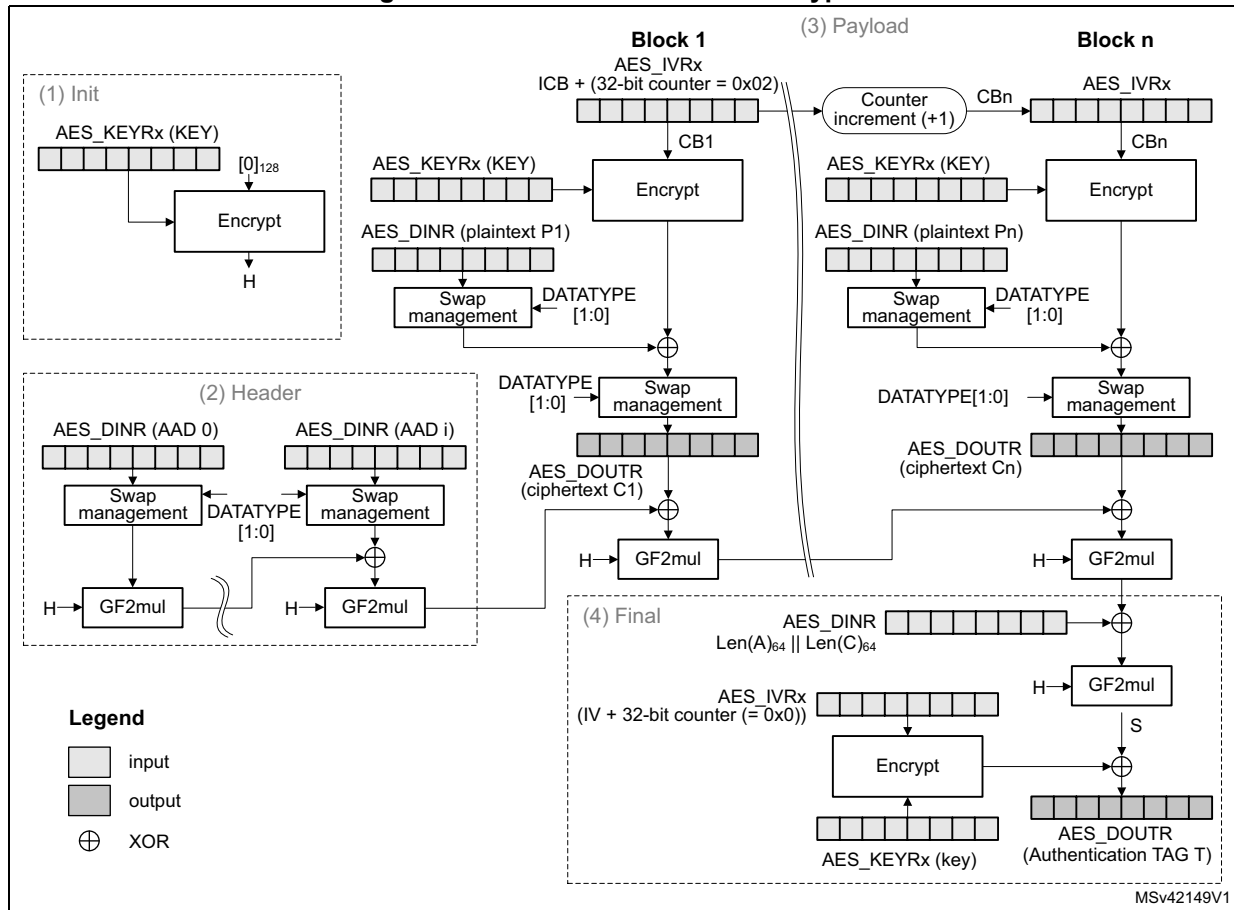 (3) Payload
Block 1
Block n
AES_IVRx
ICB + (32-bit counter = 0x02)
Counter
increment (+1)
CBn
AES_IVRx
CB1
CBn
(1) Init
AES_KEYRx (KEY)
[0]128
Encrypt
H
AES_KEYRx (KEY)
Encrypt
AES_KEYRx (KEY)
Encrypt
AES_DINR (plaintext P1)
Swap
management
DATATYPE
[1:0]
AES_DINR (plaintext Pn)
Swap
management
DATATYPE
[1:0]
DATATYPE
[1:0]
Swap
management
DATATYPE[1:0]
Swap
management
AES_DOUTR
(ciphertext C1)
AES_DOUTR
(ciphertext Cn)
H
GF2mul
H
GF2mul
(2) Header
AES_DINR (AAD 0)
AES_DINR (AAD i)
Swap
management
DATATYPE
[1:0]
Swap
management
H
GF2mul
H
GF2mul
(4) Final
AES_DINR
Len(A)64 || Len(C)64
H
GF2mul
S
AES_IVRx
(IV + 32-bit counter (= 0x0))
Encrypt
AES_KEYRx (key)
AES_DOUTR
(Authentication TAG T)
Legend
input
output
XOR
MSv42149V1